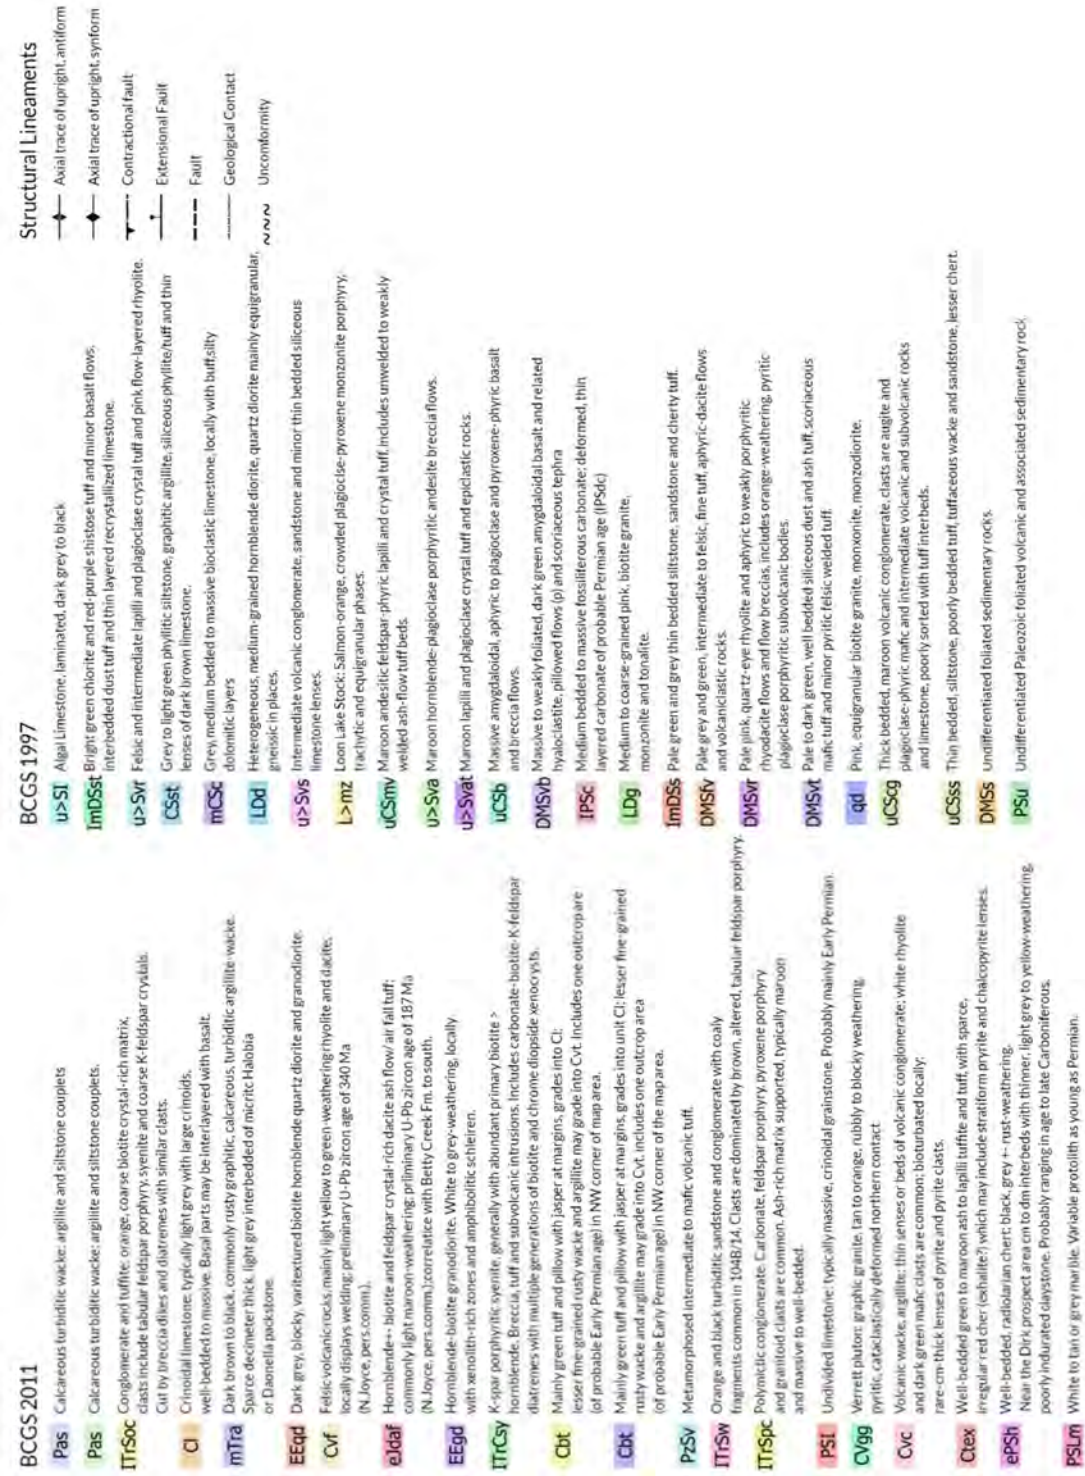 BCGS 2011
Pas Calcareous turbiditic wacke; argillite and siltstone couplets
Pas Calcareous turbiditic wacke; argillite and siltstone couplets.
ITrSoc Conglomerate and tuffite; orange, coarse biotite crystal-rich matrix,
clasts include tabular feldspar porphyry, syenite and coarse K-feldspar crystals.
Cut by breccia dikes and diatremes with similar clasts.
Cl Crinoidal limestone; typically light grey with large crinoids,
well-bedded to massive. Basal parts may be interlayered with basalt.
mTra Dark brown to black, commonly rusty graphitic, calcareous, turbiditic argillite-wacke.
Sparce decimeter thick, light grey interbedded of micritc Halobia
or Daonella packstone.
EEqd Dark grey, blocky, varitextured biotite hornblende quartz diorite and granodiorite.
Cvf Felsic volcanic rocks; mainly light yellow to green-weathering rhyolite and dacite;
locally displays welding; preliminary U-Pb zircon age of 340 Ma
(N.Joyce, pers.comm.).
eJdaf Hornblende+- biotite and feldspar crystal-rich dacite ash flow/ air fall tuff;
commonly light maroon-weathering; priliminary U-Pb zircon age of 187 Ma
(N.Joyce. pers.comm.);correlative with Betty Creek Fm. to south.
EEgd Hornblende-biotite granodiorite. White to grey-weathering, locally
with xenolith-rich zones and amphibolitic schleiren.
ITrCsy K-spar porphyritic syenite, generally with abundant primary biotite >
hornblende. Breccia, tuff and subvolcanic intrusions. Includes carbonate-biotite-K-feldspar
diatremes with multiple generations of biotite and chrome diopside xenocrysts.
Cbt Mainly green tuff and pillow with jasper at margins, grades into Cl;
lesser fine-grained rusty wacke and argillite may grade into Cvt. Includes one outcrop are
(of probable Early Permian age) in NW corner of map area.
Cbt Mainly green tuff and pillow with jasper at margins, grades into unit Cl; lesser fine-grained
rusty wacke and argillite may grade into Cvt, includes one outcrop area
(of probable Early Permian age) in NW corner of the map area.
PzSv Metamorphosed intermediate to mafic volcanic tuff.
ITrSw Orange and black turbiditic sandstone and conglomerate with coaly
fragments common in 104B/14. Clasts are dominated by brown, altered, tabular feldspar porphyry.
ITrSpc Polymictic conglomerate. Carbonate, feldspar porphyry, pyroxene porphyry
and granitoid clasts are common. Ash-rich matrix supported, typically maroon
and massive to well-bedded.
PSl Undivided limestone; typically massive, crinoidal grainstone. Probably mainly Early Permian.
CVgg Verrett pluton: graphic granite, tan to orange, rubbly to blocky weathering,
pyritic, cataclastically deformed northern contact
Cvc Volcanic wacke, argillite; thin senses or beds of volcanic conglomerate; white rhyolite
and dark green mafic clasts are common; bioturbated locally;
rare-cm-thick lenses of pyrite and pyrite clasts.
Ctex Well-bedded green to maroon ash to lapilli tuffite and tuff, with sparce,
irregular red cher (exhalite?) which may include stratiform pryrite and chalcopyrite lenses.
ePSh Well-bedded, radiolarian chert; black, grey +- rust-weathering.
Near the Dirk prospect area cm to dm interbeds with thinner, light grey to yellow-weathering,
poorly indurated claystone. Probably ranging in age to late Carboniferous.
PSLm White to tan or grey marble. Variable protolith as young as Permian.
BCGS 1997
u>Sl Algal Limestone, laminated, dark grey to black
ImDSst Bright green chlorite and red-purple shistose tuff and minor basalt flows,
interbedded dust tuff and thin layered recrystallized limestone.
u>Svr Felsic and intermediate lapilli and plagioclase crystal tuff and pink flow-layered rhyolite.
CSst Grey to light green phyllitic siltstone, graphitic argillite, siliceous phyllite/tuff and thin
lenses of dark brown limestone.
mCSc Grey, medium bedded to massive bioclastic limestone, locally with buff,silty
dolomitic layers
LDd Heterogeneous, medium-grained hornblende diorite, quartz diorite mainly equigranular,
gneissic in places.
u>Svs Intermediate volcanic conglomerate, sandstone and minor thin bedded siliceous
limestone lenses.
L>mz Loon Lake Stock: Salmon-orange, crowded plagioclse-pyroxene monzonite porphyry,
trachytic and equigranular phases.
uCSmv Maroon andesitic feldspar-phyric lapilli and crystal tuff, Includes unwelded to weakly
welded ash-flow tuff beds.
u>Sva Maroon hornblende-plagioclase porphyritic andesite breccia flows.
u>Svat Maroon lapilli and plagioclase crystal tuff and epiclastic rocks.
uCSb Massive amygdaloidal, aphyric to plagioclase and pyroxene-phyric basalt
and breccia flows.
DMSvb Massive to weakly foliated, dark green amygdaloidal basalt and related
hyaloclastite, pillowed flows (p) and scoriaceous tephra
IPSc Medium bedded to massive fossiliferous carbonate; deformed, thin
layered carbonate of probable Permian age (IPSdc)
LDg Medium to coarse-grained pink, biotite granite,
monzonite and tonalite.
ImDSs Pale green and grey thin bedded siltstone, sandstone and cherty tuff.
DMSfv Pale grey and green, intermediate to felsic, fine tuff, aphyric-dacite flows
and volcaniclastic rocks.
DMSvr Pale pink, quartz-eye rhyolite and aphyric to weakly porphyritic
rhyodacite flows and flow breccias, includes orange-weathering, pyritic
plagioclase porphyritic subvolcanic bodies.
DMSvt Pale to dark green, well bedded siliceous dust and ash tuff, scoriaceous
mafic tuff and minor pyritic felsic welded tuff.
qd Pink, equigranular biotite granite, monxonite, monzodiorite.
uCScg Thick bedded, maroon volcanic conglomerate, clasts are augite and
plagioclase-phyric mafic and intermediate volcanic and subvolcanic rocks
and limestone, poorly sorted with tuff interbeds.
uCSss Thin bedded, siltstone, poorly bedded tuff, tuffaceous wacke and sandstone, lesser chert.
DMSs Undifferentiated foliated sedimentary rocks.
PSu Undifferentiated Paleozoic foliated volcanic and associated sedimentary rock.
Structural Lineaments
Axial trace of upright, antiform
Axial trace of upright, synform
Contractional fault
Extensional Fault
Fault
Geological Contact
Uncomformity